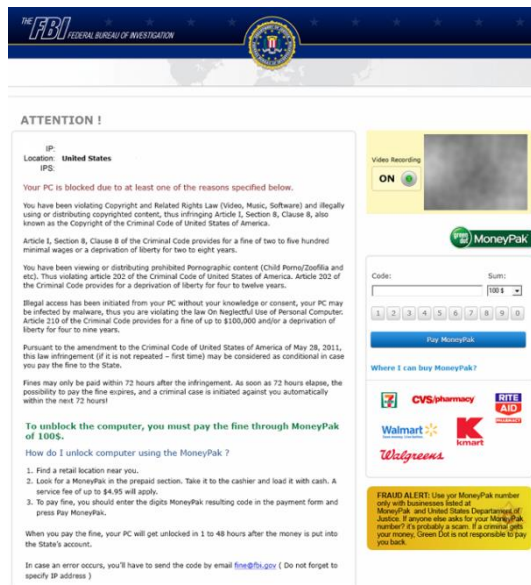 THE FBI FEDERAL BUREAU OF INVESTIGATION
ATTENTION !
IP:
Location: United States
IPS:
Your PC is blocked due to at least one of the reasons specified below.
You have been violating Copyright and Related Rights Law (Video, Music, Software) and illegally
using or distributing copyrighted content, thus infringing Article I, Section 8, Clause 8, also
known as the Copyright of the Criminal Code of United States of America.
Article I, Section 8, Clause 8 of the Criminal Code provides for a fine of two to five hundred
minimal wages or a deprivation of liberty for two to eight years.
You have been viewing or distributing prohibited Pornographic content (Child Porno/Zoofilia and
etc). Thus violating article 202 of the Criminal Code of United States of America. Article 202 of
the Criminal Code provides for a deprivation of liberty for four to twelve years.
Illegal access has been initiated from your PC without your knowledge or consent, your PC may
be infected by malware, thus you are violating the law On Neglectful Use of Personal Computer.
Article 210 of the Criminal Code provides for a fine of up to $100,000 and/or a deprivation of
liberty for four to nine years.
Pursuant to the amendment to the Criminal Code of United States of America of May 28, 2011,
this law infringement (if it is not repeated – first time) may be considered as conditional in case
you pay the fine to the State.
Fines may only be paid within 72 hours after the infringement. As soon as 72 hours elapse, the
possibility to pay the fine expires, and a criminal case is initiated against you automatically
within the next 72 hours!
To unblock the computer, you must pay the fine through MoneyPak
of 100$.
How do I unlock computer using the MoneyPak ?
1. Find a retail location near you.
2. Look for a MoneyPak in the prepaid section. Take it to the cashier and load it with cash. A
service fee of up to $4.95 will apply.
3. To pay fine, you should enter the digits MoneyPak resulting code in the payment form and
press Pay MoneyPak.
When you pay the fine, your PC will get unlocked in 1 to 48 hours after the money is put into
the State's account.
In case an error occurs, you'll have to send the code by email fine@fbi.gov ( Do not forget to
specify IP address )
Video Recording
ON
green dot MoneyPak
Code: Sum:
100 $
1 2 3 4 5 6 7 8 9 0
Pay MoneyPak
Where I can buy MoneyPak?
7 ELEVEN CVS/pharmacy RITE AID PHARMACY
Walmart
kmart
Walgreens
FRAUD ALERT: Use yor MoneyPak number
only with businesses listed at
MoneyPak and United States Departament of
Justice. If anyone else asks for your MoneyPak
number? it's probably a scam. If a criminal gets
your money, Green Dot is not responsible to pay
you back.